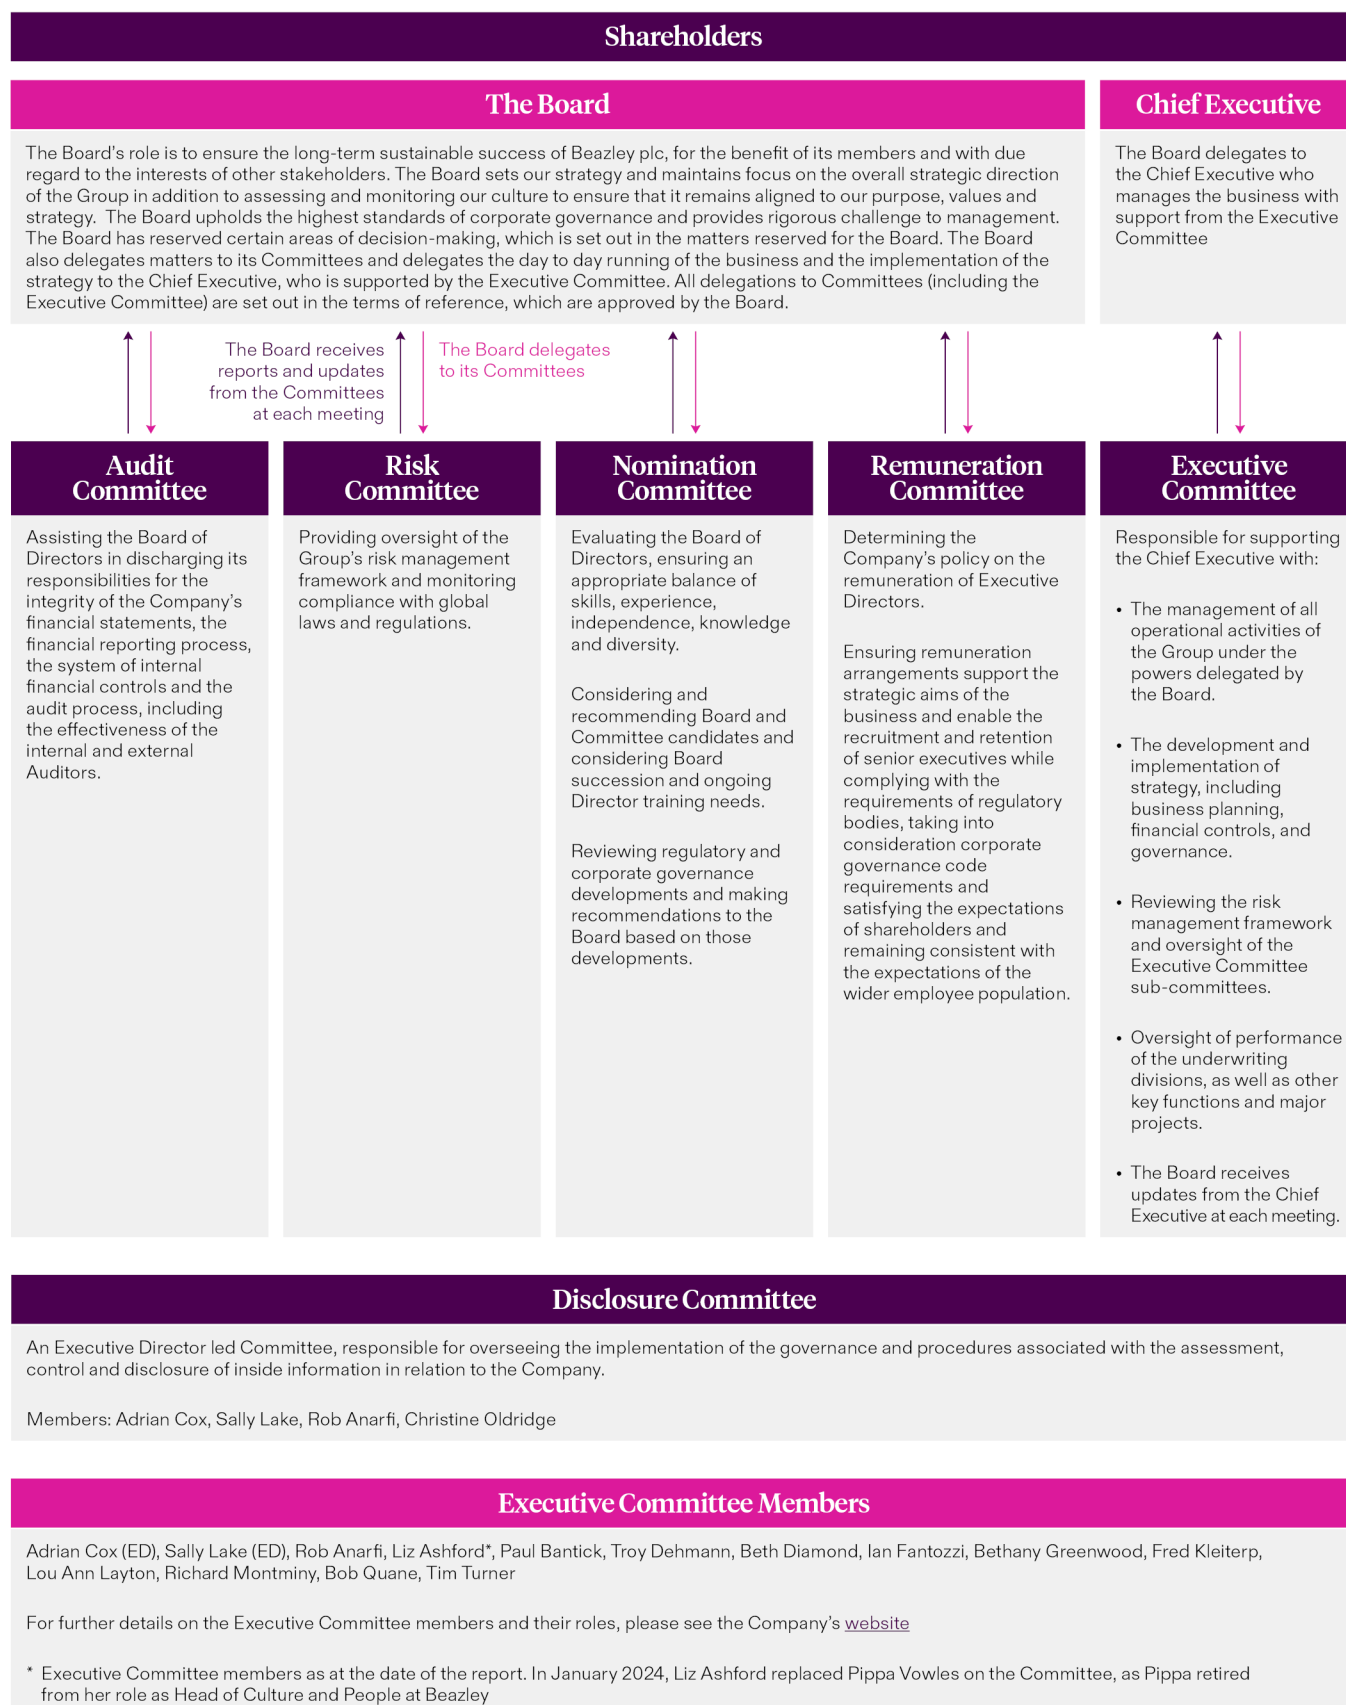 Shareholders
The Board
The Board's role is to ensure the long-term sustainable success of Beazley plc, for the benefit of its members and with due
regard to the interests of other stakeholders. The Board sets our strategy and maintains focus on the overall strategic direction
of the Group in addition to assessing and monitoring our culture to ensure that it remains aligned to our purpose, values and
strategy. The Board upholds the highest standards of corporate governance and provides rigorous challenge to management.
The Board has reserved certain areas of decision-making, which is set out in the matters reserved for the Board. The Board
also delegates matters to its Committees and delegates the day to day running of the business and the implementation of the
strategy to the Chief Executive, who is supported by the Executive Committee. All delegations to Committees (including the
Executive Committee) are set out in the terms of reference, which are approved by the Board.
Chief Executive
The Board delegates to
the Chief Executive who
manages the business with
support from the Executive
Committee
The Board receives
reports and updates
from the Committees
at each meeting
The Board delegates
to its Committees
Audit
Committee
Assisting the Board of
Directors in discharging its
responsibilities for the
integrity of the Company's
financial statements, the
financial reporting process,
the system of internal
financial controls and the
audit process, including
the effectiveness of the
internal and external
Auditors.
Risk
Committee
Providing oversight of the
Group's risk management
framework and monitoring
compliance with global
laws and regulations.
Nomination
Committee
Evaluating the Board of
Directors, ensuring an
appropriate balance of
skills, experience,
independence, knowledge
and diversity.
Considering and
recommending Board and
Committee candidates and
considering Board
succession and ongoing
Director training needs.
Reviewing regulatory and
corporate governance
developments and making
recommendations to the
Board based on those
developments.
Remuneration
Committee
Determining the
Company's policy on the
remuneration of Executive
Directors.
Ensuring remuneration
arrangements support the
strategic aims of the
business and enable the
recruitment and retention
of senior executives while
complying with the
requirements of regulatory
bodies, taking into
consideration corporate
governance code
requirements and
satisfying the expectations
of shareholders and
remaining consistent with
the expectations of the
wider employee population.
Executive
Committee
Responsible for supporting
the Chief Executive with:
• The management of all
operational activities of
the Group under the
powers delegated by
the Board.
• The development and
implementation of
strategy, including
business planning,
financial controls, and
governance.
• Reviewing the risk
management framework
and oversight of the
Executive Committee
sub-committees.
• Oversight of performance
of the underwriting
divisions, as well as other
key functions and major
projects.
• The Board receives
updates from the Chief
Executive at each meeting.
Disclosure Committee
An Executive Director led Committee, responsible for overseeing the implementation of the governance and procedures associated with the assessment,
control and disclosure of inside information in relation to the Company.
Members: Adrian Cox, Sally Lake, Rob Anarfi, Christine Oldridge
Executive Committee Members
Adrian Cox (ED), Sally Lake (ED), Rob Anarfi, Liz Ashford*, Paul Bantick, Troy Dehmann, Beth Diamond, Ian Fantozzi, Bethany Greenwood, Fred Kleiterp,
Lou Ann Layton, Richard Montminy, Bob Quane, Tim Turner
For further details on the Executive Committee members and their roles, please see the Company's website
* Executive Committee members as at the date of the report. In January 2024, Liz Ashford replaced Pippa Vowles on the Committee, as Pippa retired
from her role as Head of Culture and People at Beazley